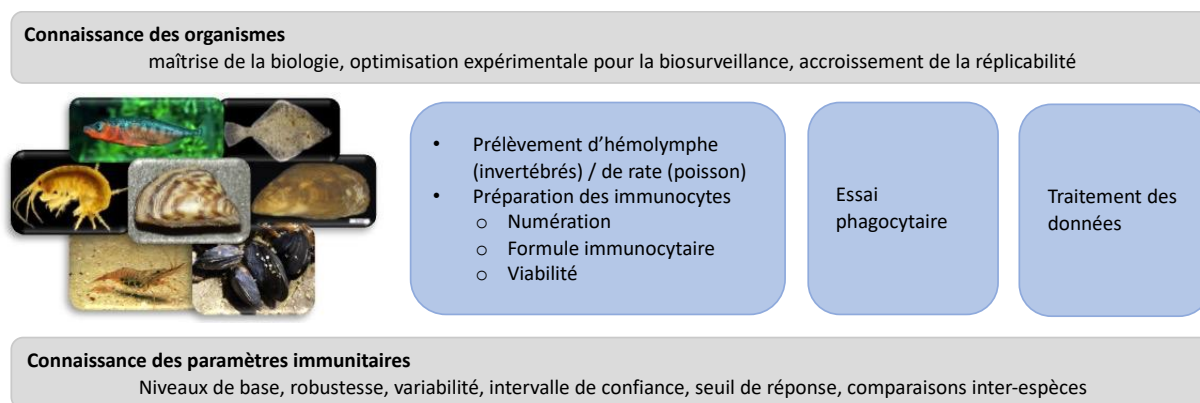 Connaissance des organismes
maîtrise de la biologie, optimisation expérimentale pour la biosurveillance, accroissement de la réplicabilité
• Prélèvement d’hémolymphe
(invertébrés) / de rate (poisson)
• Préparation des immunocytes
o Numération
o Formule immunocytaire
o Viabilité
Essai
phagocytaire
Traitement des
données
Connaissance des paramètres immunitaires
Niveaux de base, robustesse, variabilité, intervalle de confiance, seuil de réponse, comparaisons inter-espèces